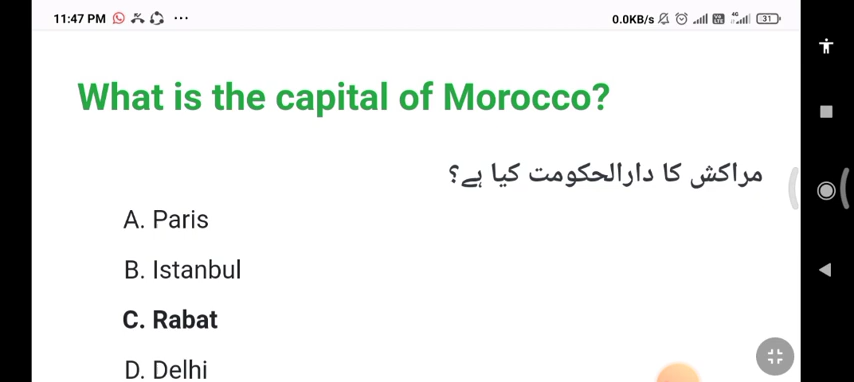 11:47 PM ... 0.0KB/s 4G 31
What is the capital of Morocco?
مراکش کا دارالحکومت کیا ہے؟
A. Paris
B. Istanbul
C. Rabat
D. Delhi